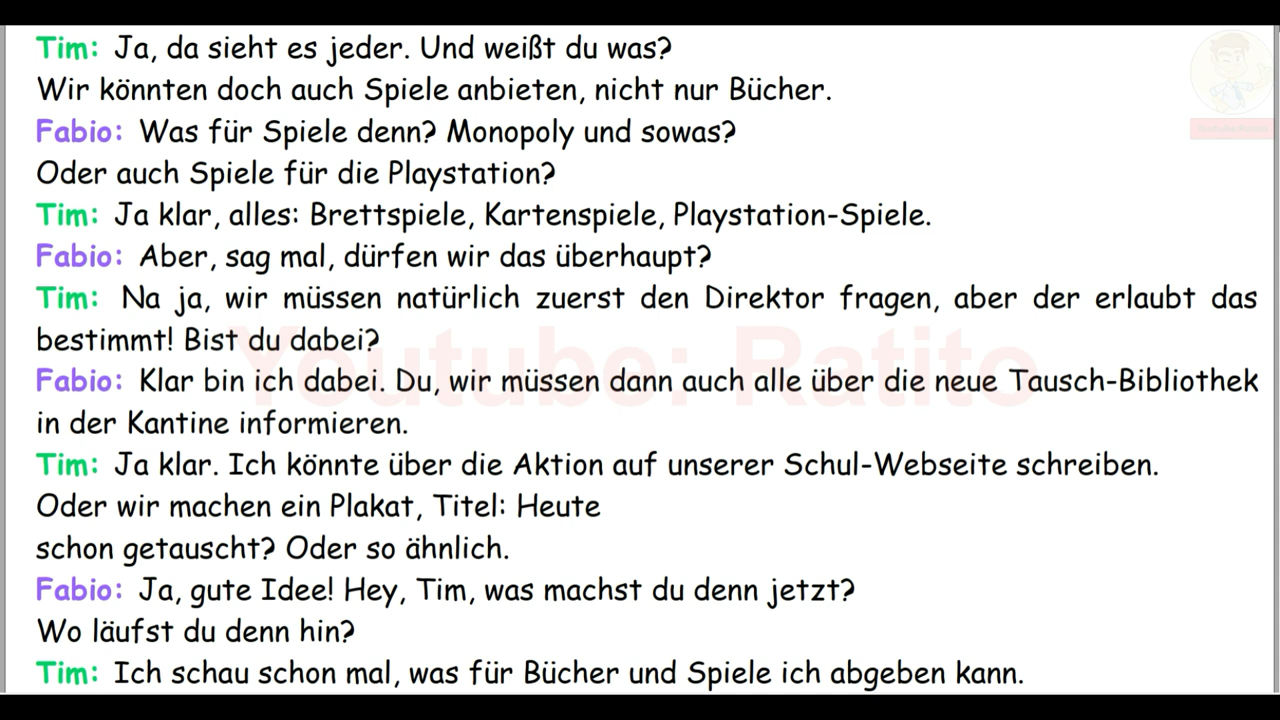 Tim: Ja, da sieht es jeder. Und weißt du was?
Wir könnten doch auch Spiele anbieten, nicht nur Bücher.
Fabio: Was für Spiele denn? Monopoly und sowas?
Oder auch Spiele für die Playstation?
Tim: Ja klar, alles: Brettspiele, Kartenspiele, Playstation-Spiele.
Fabio: Aber, sag mal, dürfen wir das überhaupt?
Tim: Na ja, wir müssen natürlich zuerst den Direktor fragen, aber der erlaubt das
bestimmt! Bist du dabei?
Youtube: Ratito
Fabio: Klar bin ich dabei. Du, wir müssen dann auch alle über die neue Tausch-Bibliothek
in der Kantine informieren.
Tim: Ja klar. Ich könnte über die Aktion auf unserer Schul-Webseite schreiben.
Oder wir machen ein Plakat, Titel: Heute
schon getauscht? Oder so ähnlich.
Fabio: Ja, gute Idee! Hey, Tim, was machst du denn jetzt?
Wo läufst du denn hin?
Tim: Ich schau schon mal, was für Bücher und Spiele ich abgeben kann.